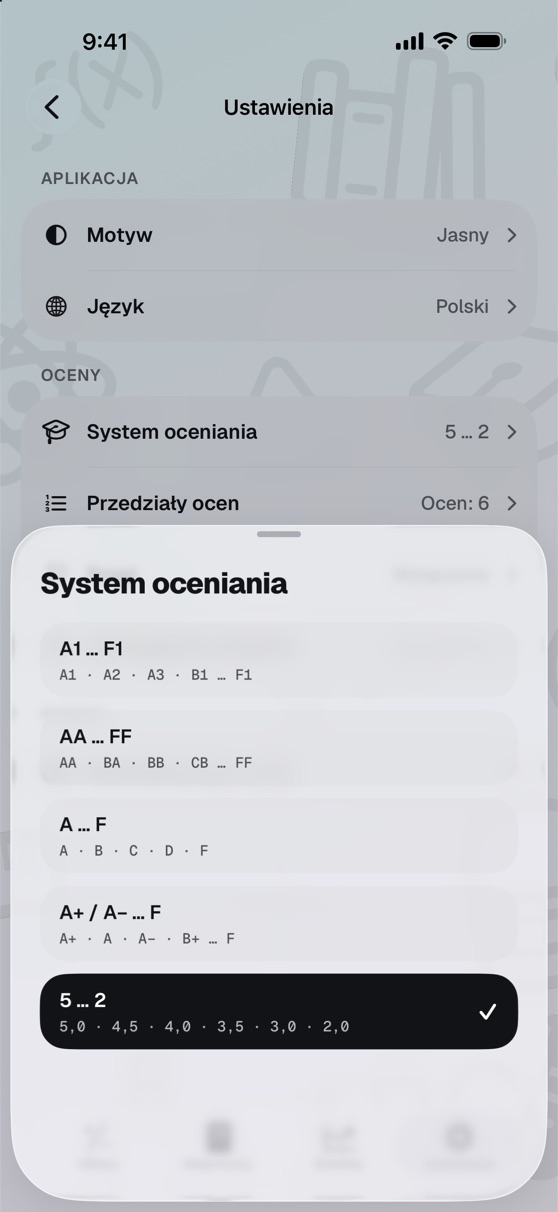 9:41
Ustawienia
APLIKACJA
Motyw
Jasny
Język
Polski
OCENY
System oceniania
5 … 2
Przedziały ocen
Ocen: 6
System oceniania
A1 … F1
A1 · A2 · A3 · B1 … F1
AA … FF
AA · BA · BB · CB … FF
A … F
A · B · C · D · F
A+ / A− … F
A+ · A · A− · B+ … F
5 … 2
5,0 · 4,5 · 4,0 · 3,5 · 3,0 · 2,0